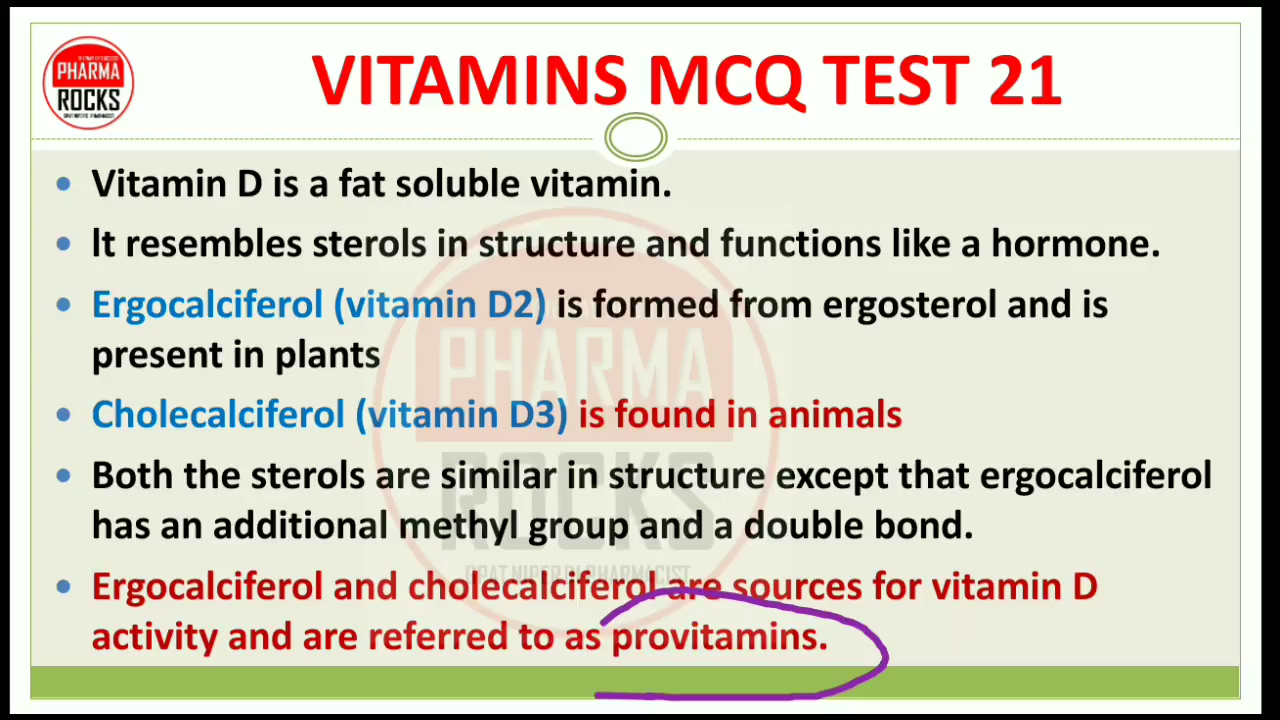 PHARMA
ROCKS
VITAMINS MCQ TEST 21
Vitamin D is a fat soluble vitamin.
It resembles sterols in structure and functions like a hormone.
Ergocalciferol (vitamin D2) is formed from ergosterol and is
present in plants
Cholecalciferol (vitamin D3) is found in animals
Both the sterols are similar in structure except that ergocalciferol
has an additional methyl group and a double bond.
Ergocalciferol and cholecalciferol are sources for vitamin D
activity and are referred to as provitamins.
PHARMA
ROCKS